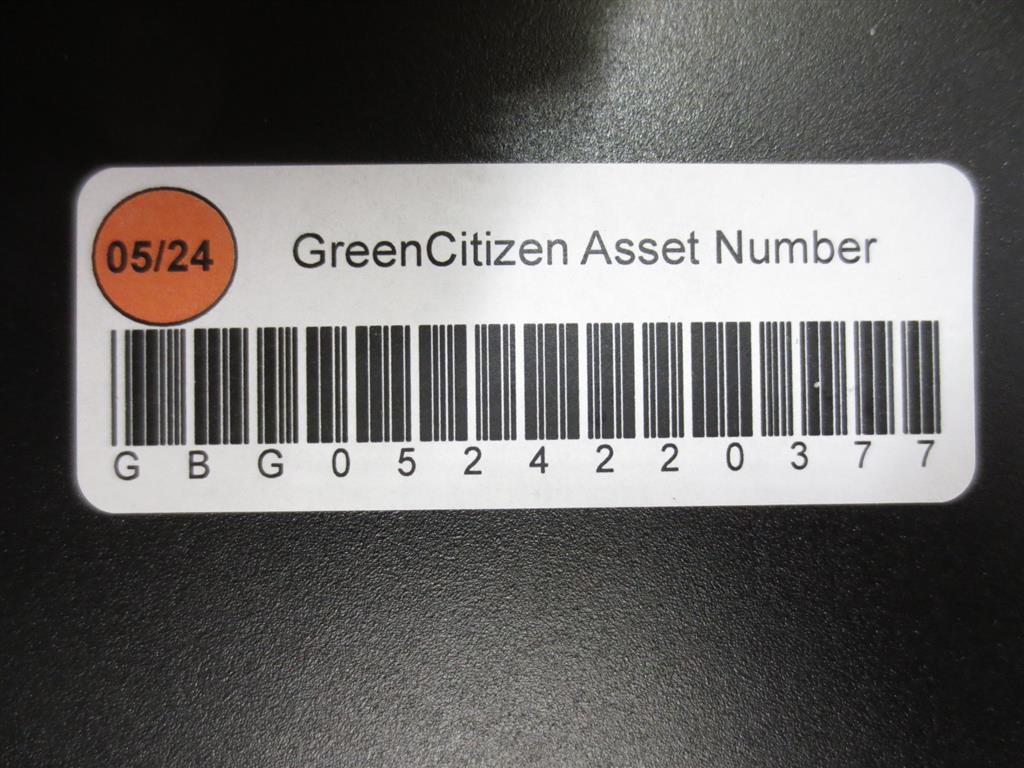 05/24
GreenCitizen Asset Number
G B G 0 5 2 4 2 2 0 3 7 7